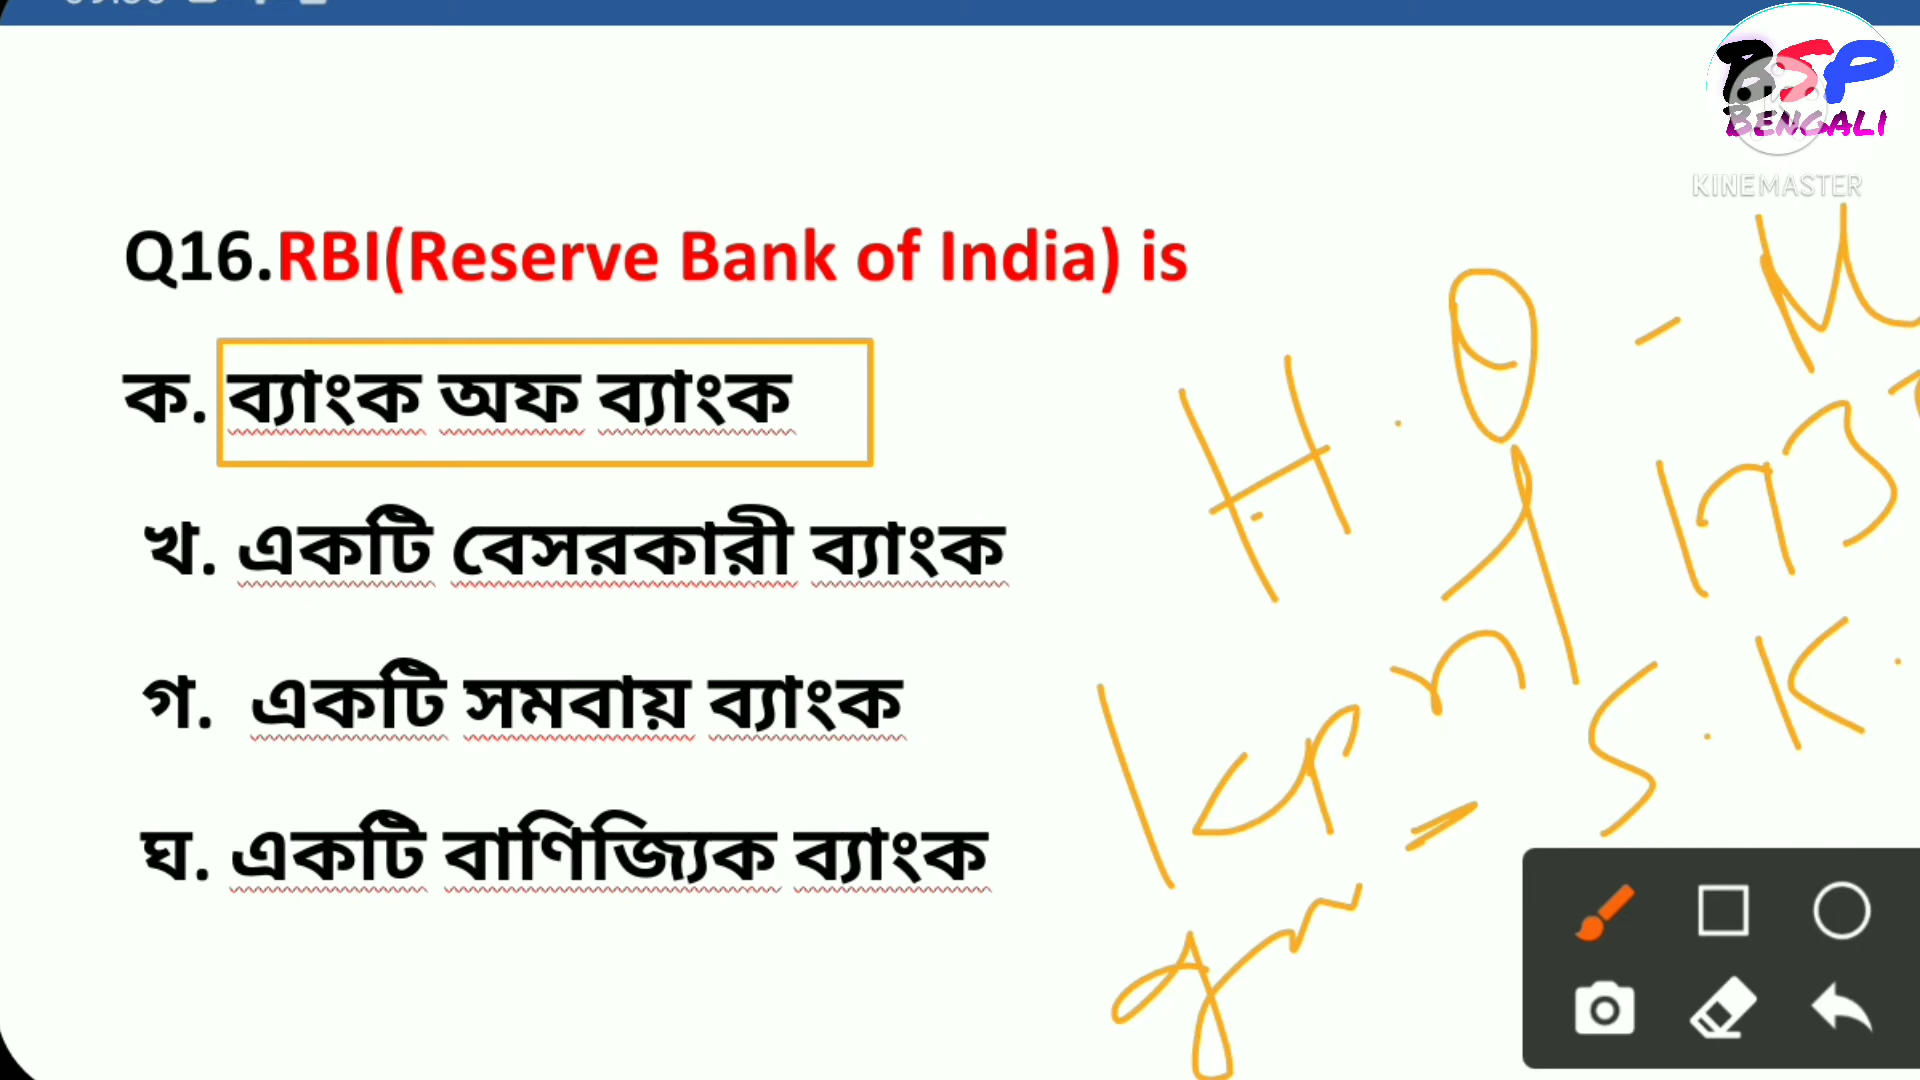 BSP
BENGALI
KINEMASTER
Q16.RBI(Reserve Bank of India) is
ক. ব্যাংক অফ ব্যাংক
খ. একটি বেসরকারী ব্যাংক
গ. একটি সমবায় ব্যাংক
ঘ. একটি বাণিজ্যিক ব্যাংক
H.O - M
S.K.